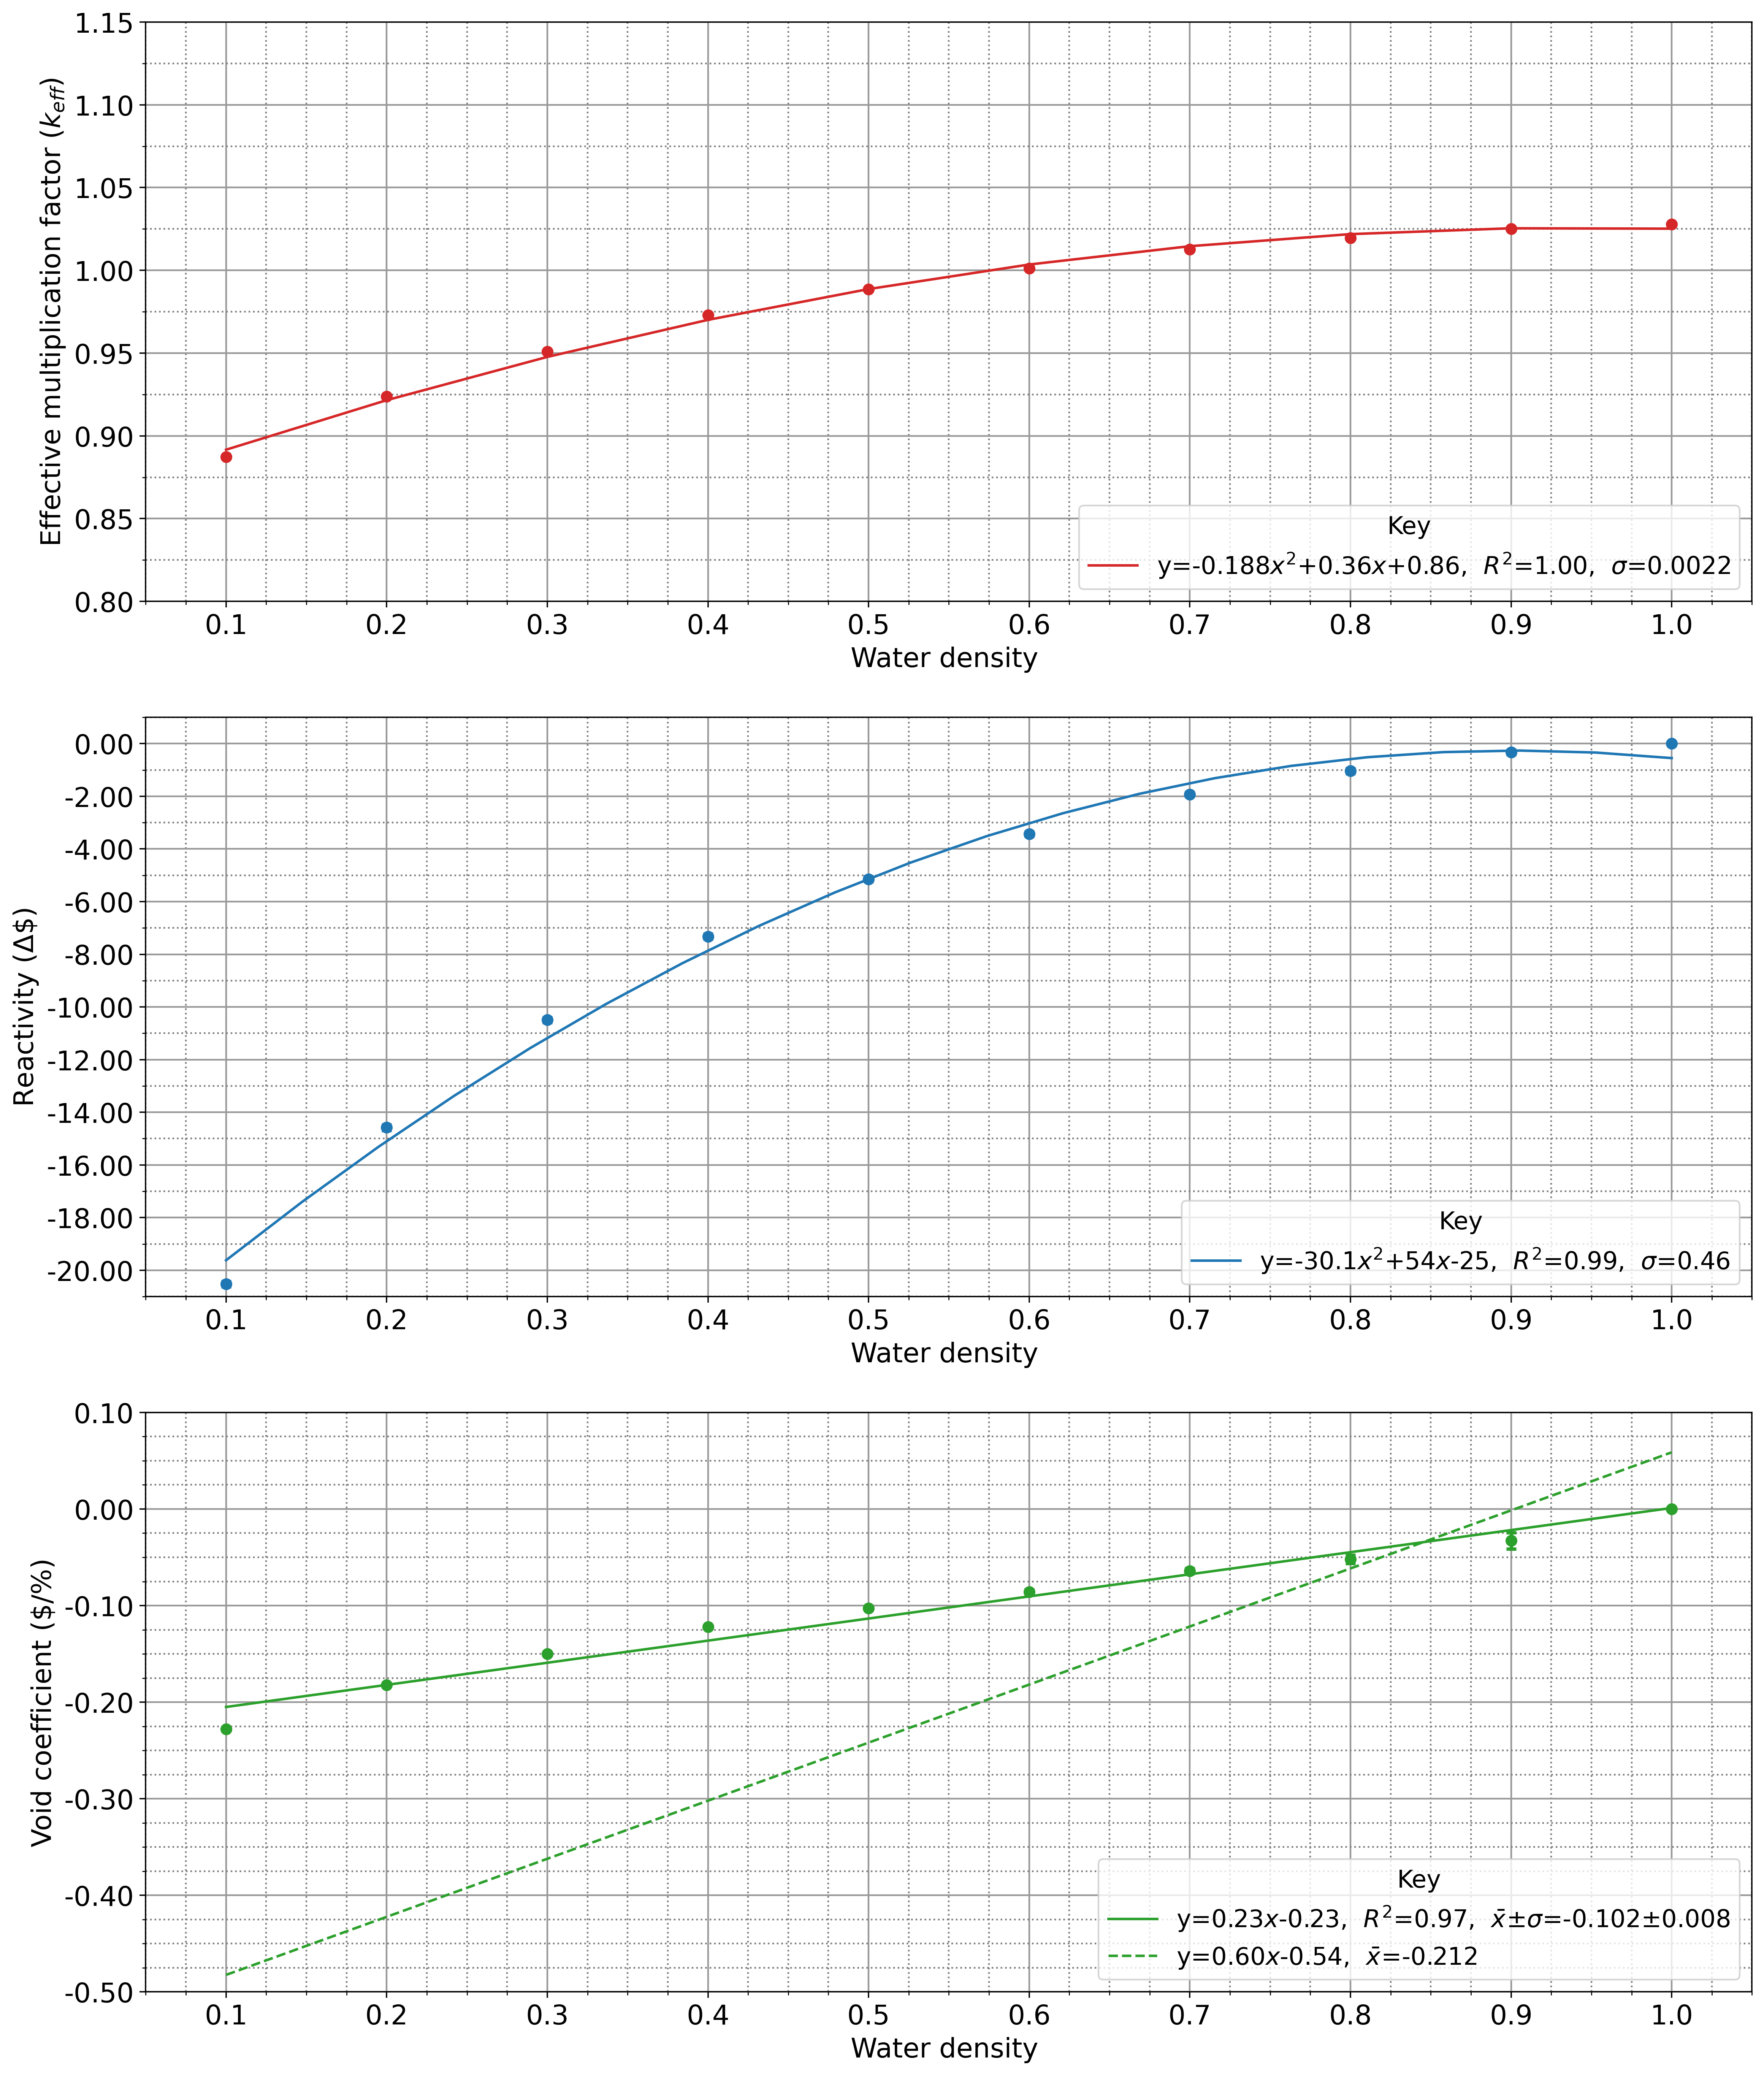 Effective multiplication factor (k_eff)
1.15
1.10
1.05
1.00
0.95
0.90
0.85
0.80
Key
y=-0.188x²+0.36x+0.86, R²=1.00, σ=0.0022
0.1 0.2 0.3 0.4 0.5 0.6 0.7 0.8 0.9 1.0
Water density
Reactivity (Δ$)
0.00
-2.00
-4.00
-6.00
-8.00
-10.00
-12.00
-14.00
-16.00
-18.00
-20.00
Key
y=-30.1x²+54x-25, R²=0.99, σ=0.46
0.1 0.2 0.3 0.4 0.5 0.6 0.7 0.8 0.9 1.0
Water density
Void coefficient ($/%)
0.10
0.00
-0.10
-0.20
-0.30
-0.40
-0.50
Key
y=0.23x-0.23, R²=0.97, x̄±σ=-0.102±0.008
y=0.60x-0.54, x̄=-0.212
0.1 0.2 0.3 0.4 0.5 0.6 0.7 0.8 0.9 1.0
Water density